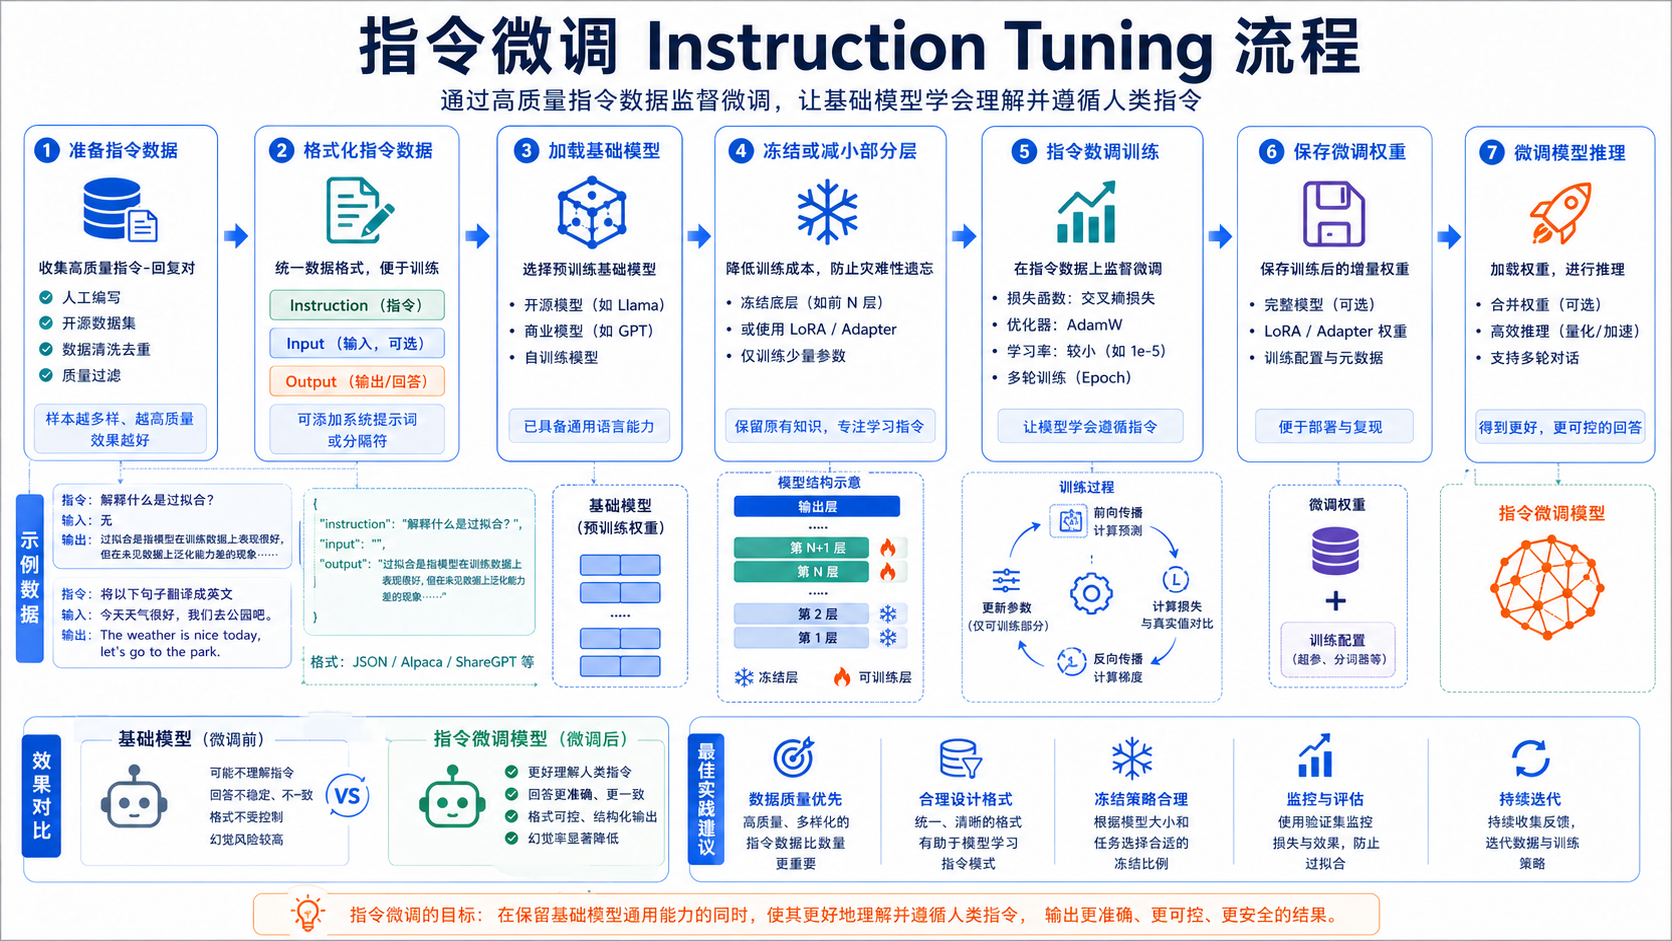 指令微调 Instruction Tuning 流程
通过高质量指令数据监督微调，让基础模型学会理解并遵循人类指令
1 准备指令数据
收集高质量指令-回复对
人工编写
开源数据集
数据清洗去重
质量过滤
样本越多样、越高质量
效果越好
2 格式化指令数据
统一数据格式，便于训练
Instruction（指令）
Input（输入，可选）
Output（输出/回答）
可添加系统提示词
或分隔符
3 加载基础模型
选择预训练基础模型
• 开源模型（如 Llama）
• 商业模型（如 GPT）
• 自训练模型
已具备通用语言能力
4 冻结或减小部分层
降低训练成本，防止灾难性遗忘
• 冻结底层（如前 N 层）
• 或使用 LoRA / Adapter
• 仅训练少量参数
保留原有知识，专注学习指令
5 指令数调训练
在指令数据上监督微调
• 损失函数：交叉熵损失
• 优化器：AdamW
• 学习率：较小（如 1e-5）
• 多轮训练（Epoch）
让模型学会遵循指令
6 保存微调权重
保存训练后的增量权重
• 完整模型（可选）
• LoRA / Adapter 权重
• 训练配置与元数据
便于部署与复现
7 微调模型推理
加载权重，进行推理
• 合并权重（可选）
• 高效推理（量化/加速）
• 支持多轮对话
得到更好，更可控的回答
示例数据
指令：解释什么是过拟合？
输入：无
输出：过拟合是指模型在训练数据上表现很好，
但在未见数据上泛化能力差的现象……
指令：将以下句子翻译成英文
输入：今天天气很好，我们去公园吧。
输出：The weather is nice today,
let's go to the park.
{
"instruction": "解释什么是过拟合？",
"input": "",
"output": "过拟合是指模型在训练数据上
表现很好，但在未见数据上泛化能力
差的现象……"
}
格式：JSON / Alpaca / ShareGPT 等
基础模型
（预训练权重）
……
模型结构示意
输出层
……
第 N+1 层
第 N 层
……
第 2 层
第 1 层
冻结层
可训练层
训练过程
前向传播
计算预测
L
计算损失
与真实值对比
反向传播
计算梯度
更新参数
（仅可训练部分）
微调权重
+
训练配置
（超参、分词器等）
指令微调模型
效果对比
基础模型（微调前）
可能不理解指令
回答不稳定、不一致
格式不受控制
幻觉风险较高
VS
指令微调模型（微调后）
更好理解人类指令
回答更准确、更一致
格式可控、结构化输出
幻觉率显著降低
最佳实践建议
数据质量优先
高质量、多样化的
指令数据比数量
更重要
合理设计格式
统一、清晰的格式
有助于模型学习
指令模式
冻结策略合理
根据模型大小和
任务选择合适的
冻结比例
监控与评估
使用验证集监控
损失与效果，防止
过拟合
持续迭代
持续收集反馈，
迭代数据与训练
策略
指令微调的目标： 在保留基础模型通用能力的同时，使其更好地理解并遵循人类指令， 输出更准确、更可控、更安全的结果。